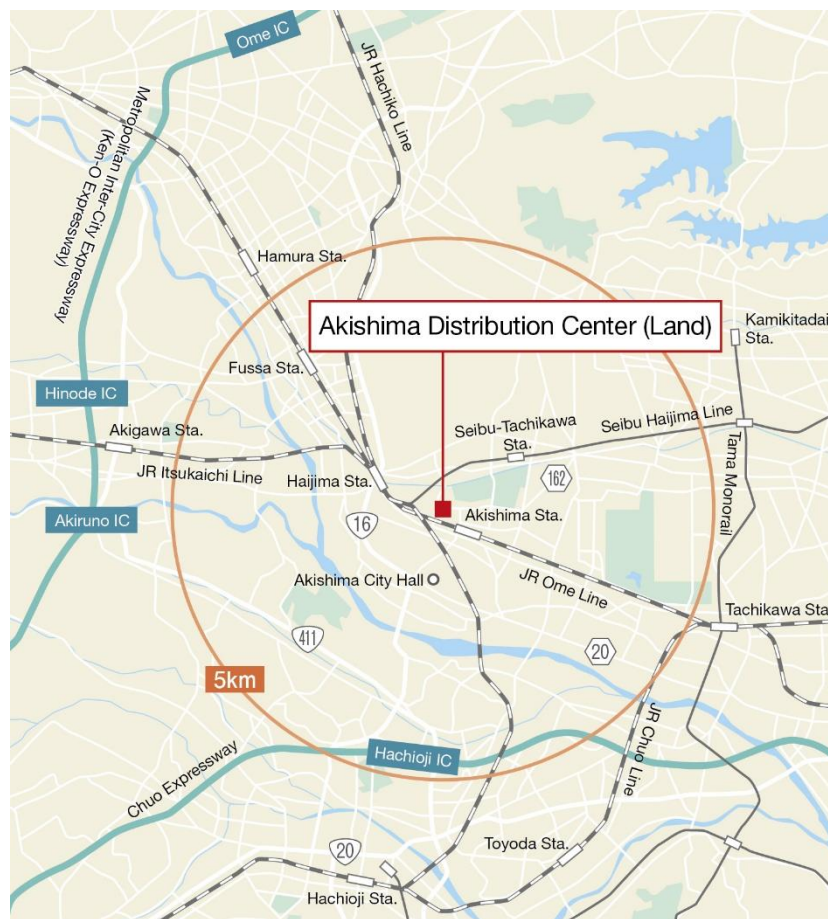 Ome IC
JR Hachiko Line
Metropolitan Inter-City Expressway
(Ken-O Expressway)
Hamura Sta.
Akishima Distribution Center (Land)
Kamikitadai
Sta.
Fussa Sta.
Hinode IC
Akigawa Sta.
Seibu-Tachikawa
Sta.
Seibu Haijima Line
Tama Monorail
JR Itsukaichi Line
Haijima Sta.
162
Akiruno IC
16
Akishima Sta.
Akishima City Hall
JR Ome Line
Tachikawa Sta
411
20
5km
JR Chuo Line
Hachioji IC
Chuo Expressway
20
Toyoda Sta.
Hachioji Sta.